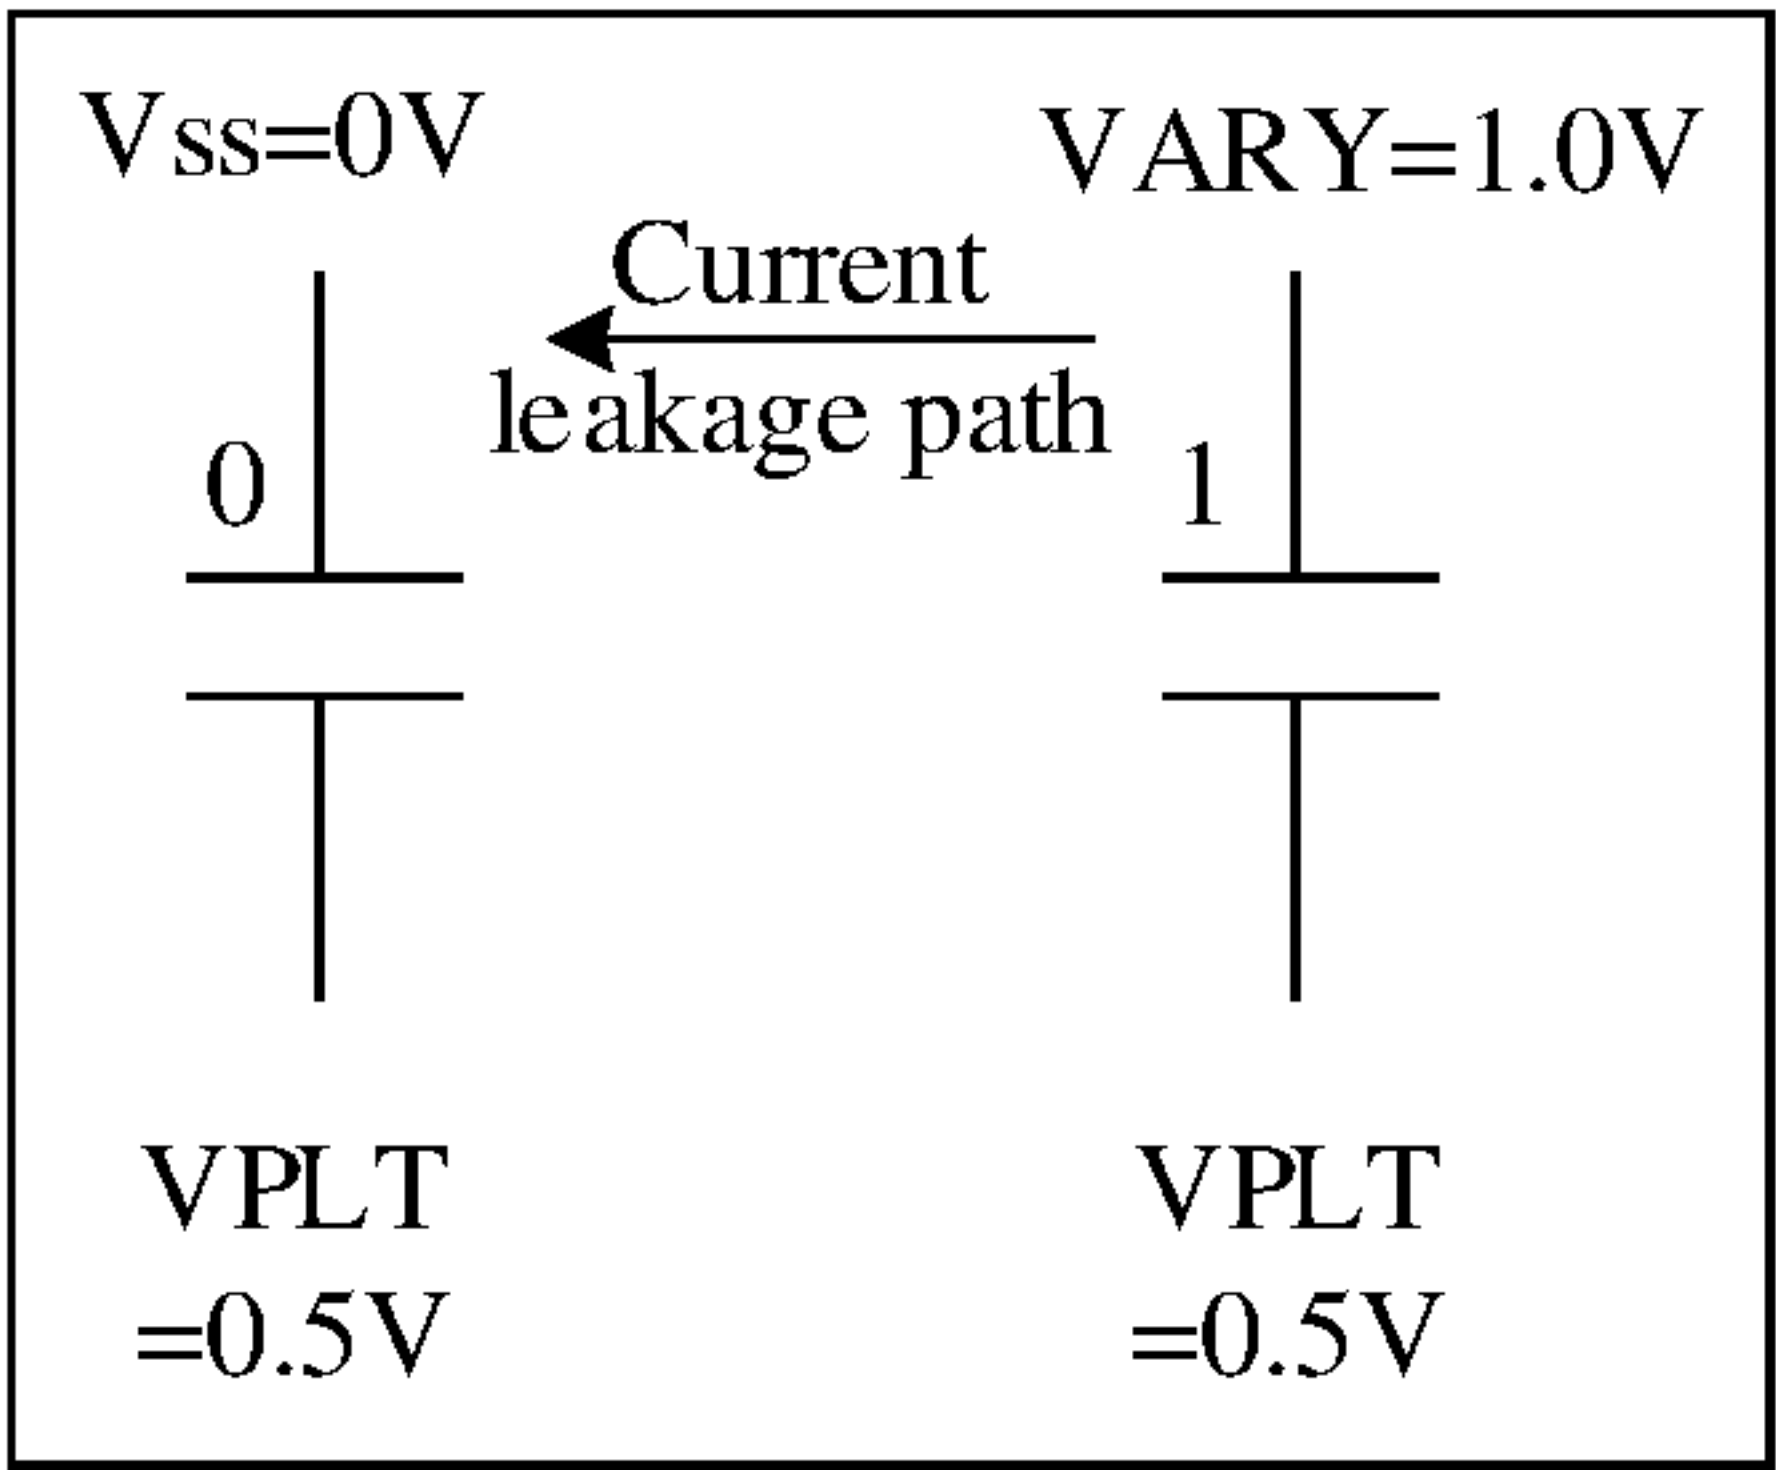 Vss=0V
VARY=1.0V
Current
leakage path
0
1
VPLT
=0.5V
VPLT
=0.5V